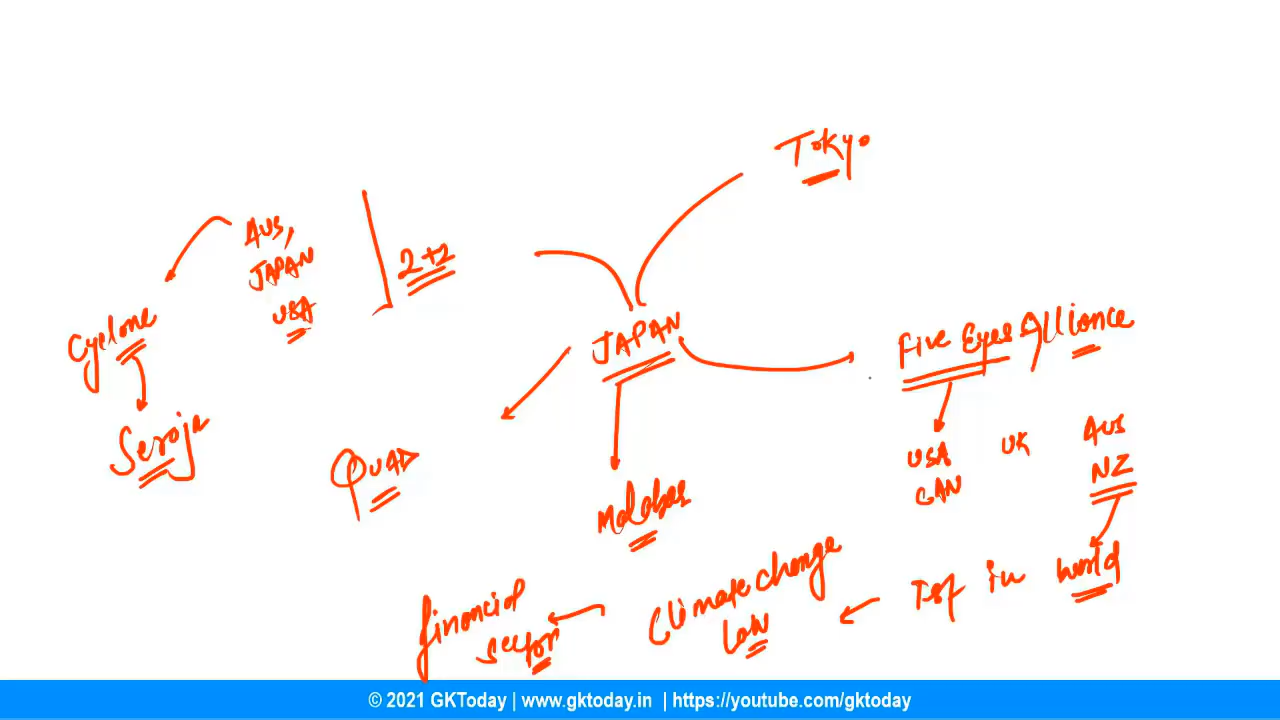 Tokyo
AUS,
JAPAN
USA
2+2
Cyclone
Seroja
JAPAN
Five Eyes Alliance
USA UK AUS
CAN NZ
QUAD
Malabar
Ist in world
Climate change
law
financial
sector
© 2021 GKToday | www.gktoday.in | https://youtube.com/gktoday